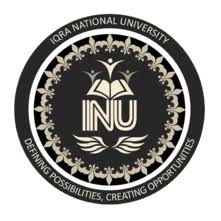 IQRA NATIONAL UNIVERSITY
INU
DEFINING POSSIBILITIES, CREATING OPPORTUNITIES